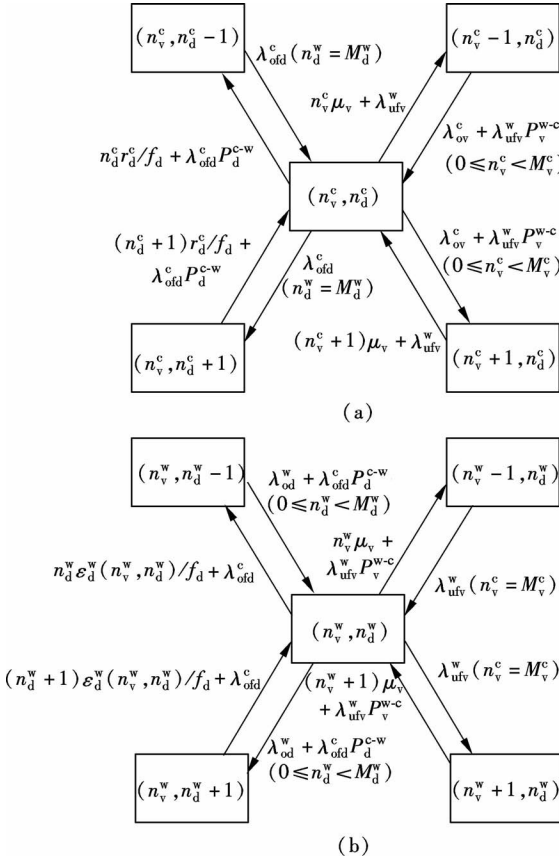 (n_v^c, n_d^c − 1)
λ_ofd^c (n_d^w = M_d^w)
(n_v^c − 1, n_d^c)
n_v^c μ_v + λ_ufv^w
n_d^c r_d^c / f_d + λ_ofd^c P_d^{c-w}
λ_ov^c + λ_ufv^w P_v^{w-c}
(0 ≤ n_v^c < M_v^c)
(n_v^c, n_d^c)
(n_d^c + 1) r_d^c / f_d +
λ_ofd^c P_d^{c-w}
λ_ofd^c
(n_d^w = M_d^w)
λ_ov^c + λ_ufv^w P_v^{w-c}
(0 ≤ n_v^c < M_v^c)
(n_v^c + 1) μ_v + λ_ufv^w
(n_v^c, n_d^c + 1)
(n_v^c + 1, n_d^c)
(a)
(n_v^w, n_d^w − 1)
λ_od^w + λ_ofd^c P_d^{c-w}
(0 ≤ n_d^w < M_d^w)
(n_v^w − 1, n_d^w)
n_v^w μ_v +
λ_ufv^w P_v^{w-c}
n_d^w ε_d^w (n_v^w, n_d^w) / f_d + λ_ofd^c
λ_ufv^w (n_v^c = M_v^c)
(n_v^w, n_d^w)
(n_d^w + 1) ε_d^w (n_v^w, n_d^w) / f_d + λ_ofd^c
(n_v^w + 1) μ_v
+ λ_ufv^w P_v^{w-c}
λ_ufv^w (n_v^c = M_v^c)
λ_od^w + λ_ofd^c P_d^{c-w}
(0 ≤ n_d^w < M_d^w)
(n_v^w, n_d^w + 1)
(n_v^w + 1, n_d^w)
(b)